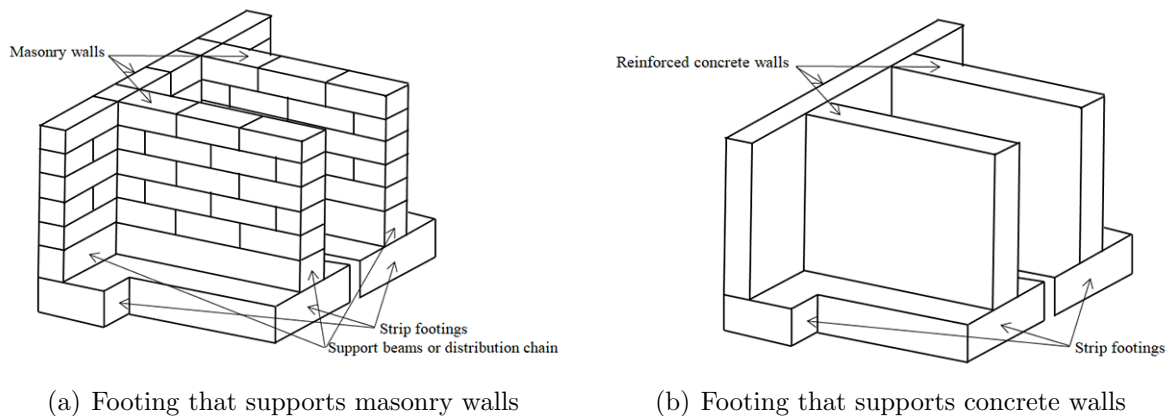 Masonry walls
Reinforced concrete walls
Strip footings
Support beams or distribution chain
Strip footings
(a) Footing that supports masonry walls
(b) Footing that supports concrete walls